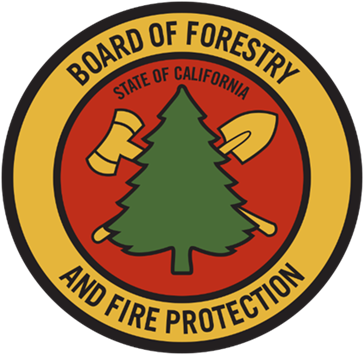 BOARD OF FORESTRY
STATE OF CALIFORNIA
AND FIRE PROTECTION